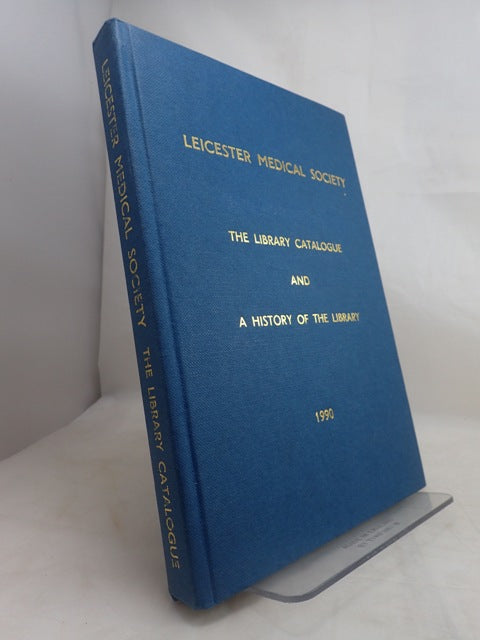 LEICESTER MEDICAL SOCIETY
THE LIBRARY CATALOGUE
AND
A HISTORY OF THE LIBRARY
1990
LEICESTER MEDICAL SOCIETY THE LIBRARY CATALOGUE